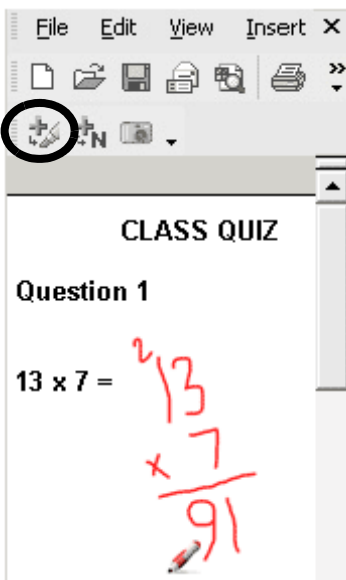 File Edit View Insert
N
CLASS QUIZ
Question 1
13 x 7 =
2
13
x 7
91